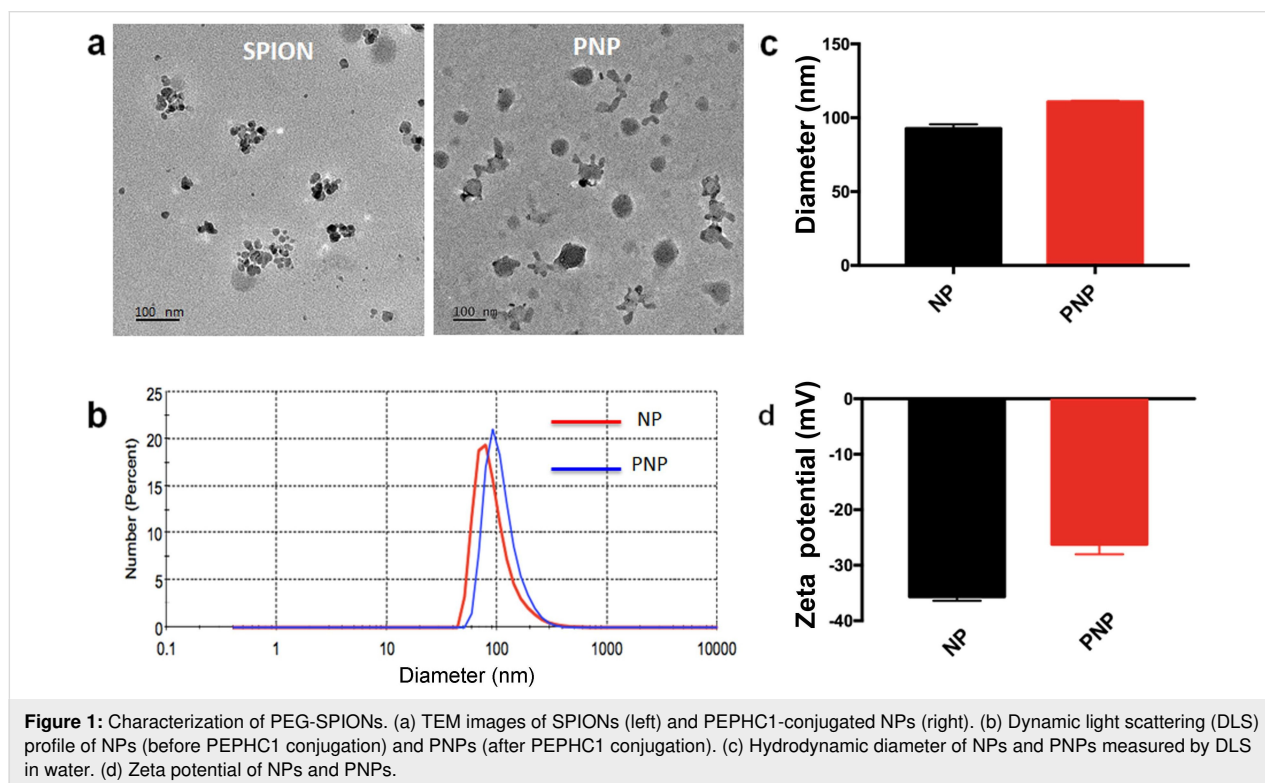 a
SPION
PNP
100 nm
100 nm
c
Diameter (nm)
150
100
50
0
NP
PNP
b
Number (Percent)
25
20
15
10
5
0
0.1 1 10 100 1000 10000
Diameter (nm)
NP
PNP
d
Zeta potential (mV)
0
-10
-20
-30
-40
NP
PNP
Figure 1: Characterization of PEG-SPIONs. (a) TEM images of SPIONs (left) and PEPHC1-conjugated NPs (right). (b) Dynamic light scattering (DLS)
profile of NPs (before PEPHC1 conjugation) and PNPs (after PEPHC1 conjugation). (c) Hydrodynamic diameter of NPs and PNPs measured by DLS
in water. (d) Zeta potential of NPs and PNPs.